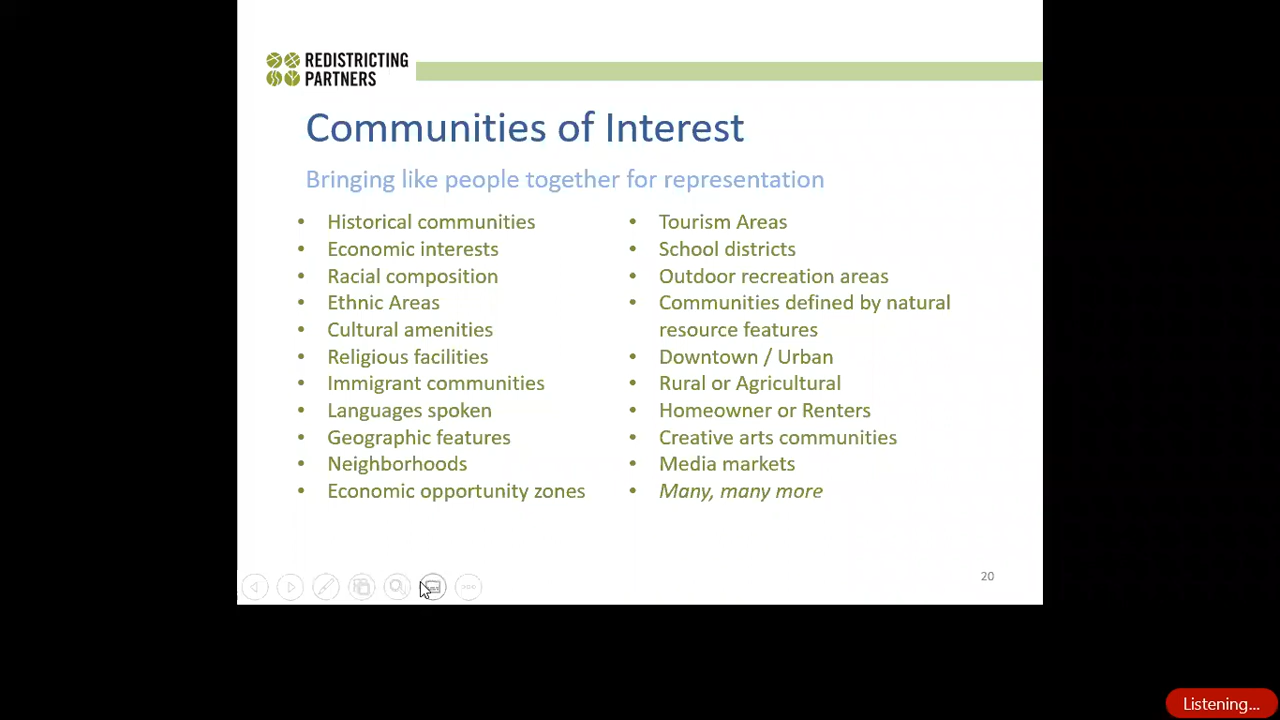 REDISTRICTING
PARTNERS
Communities of Interest
Bringing like people together for representation
• Historical communities
• Economic interests
• Racial composition
• Ethnic Areas
• Cultural amenities
• Religious facilities
• Immigrant communities
• Languages spoken
• Geographic features
• Neighborhoods
• Economic opportunity zones
• Tourism Areas
• School districts
• Outdoor recreation areas
• Communities defined by natural
resource features
• Downtown / Urban
• Rural or Agricultural
• Homeowner or Renters
• Creative arts communities
• Media markets
• Many, many more
20
Listening...